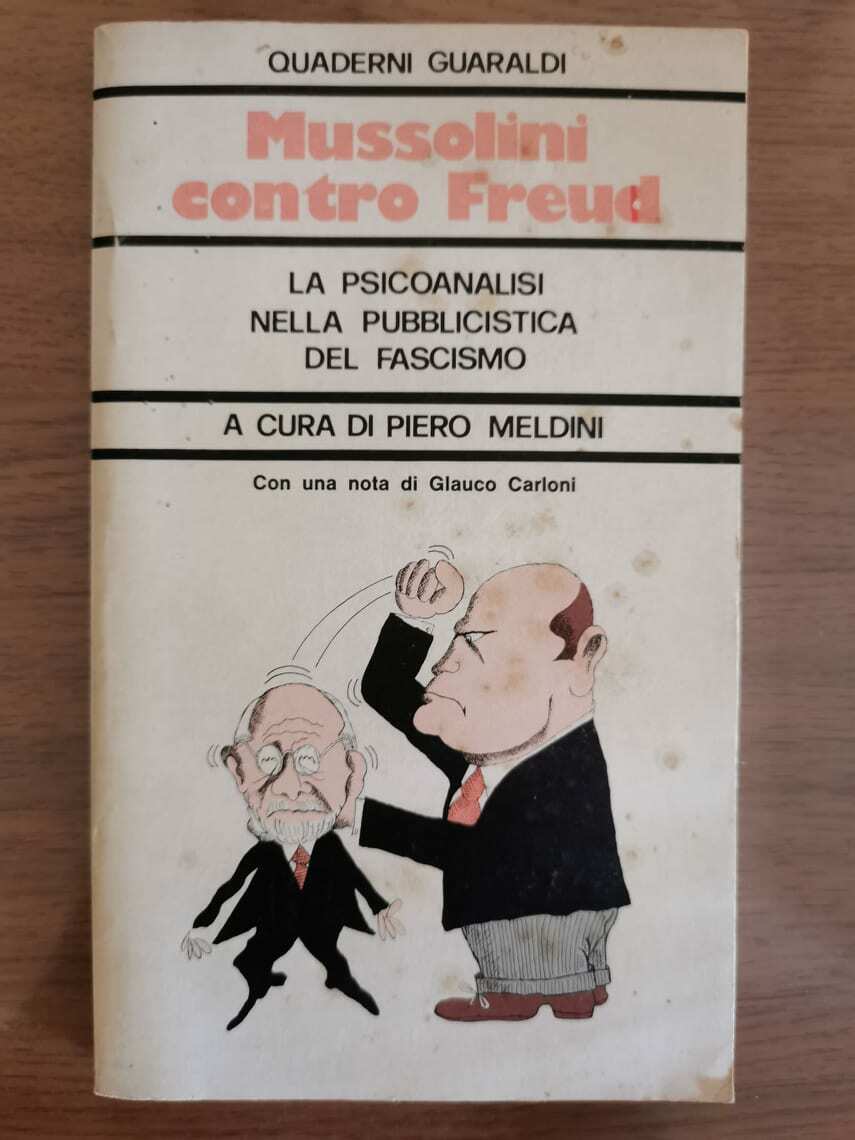 QUADERNI GUARALDI
Mussolini
contro Freud
LA PSICOANALISI
NELLA PUBBLICISTICA
DEL FASCISMO
A CURA DI PIERO MELDINI
Con una nota di Glauco Carloni